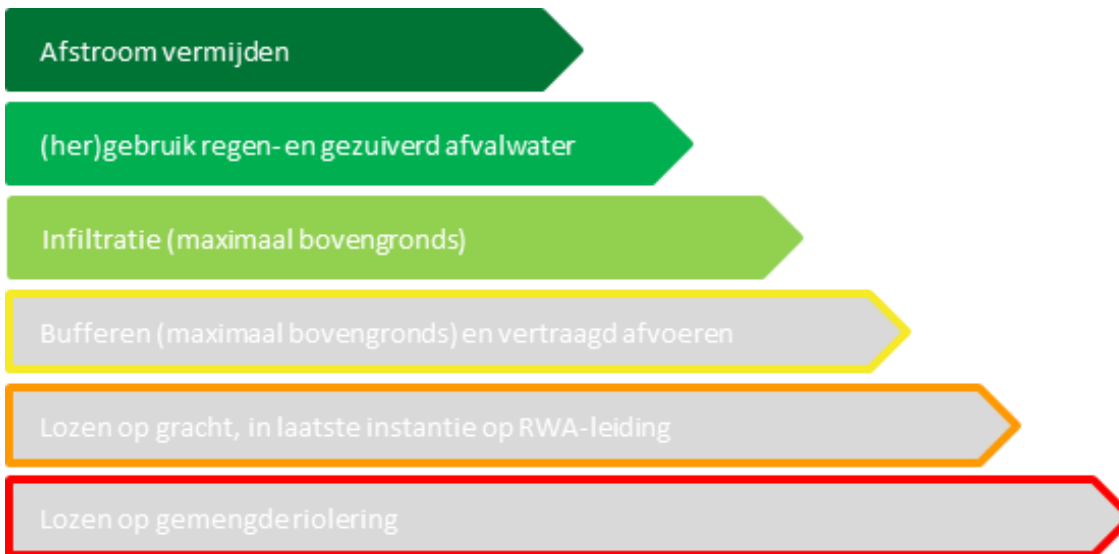 Afstroom vermijden
(her)gebruik regen- en gezuiverd afvalwater
Infiltratie (maximaal bovengronds)
Bufferen (maximaal bovengronds) en vertraagd afvoeren
Lozen op gracht, in laatste instantie op RWA-leiding
Lozen op gemengde riolering